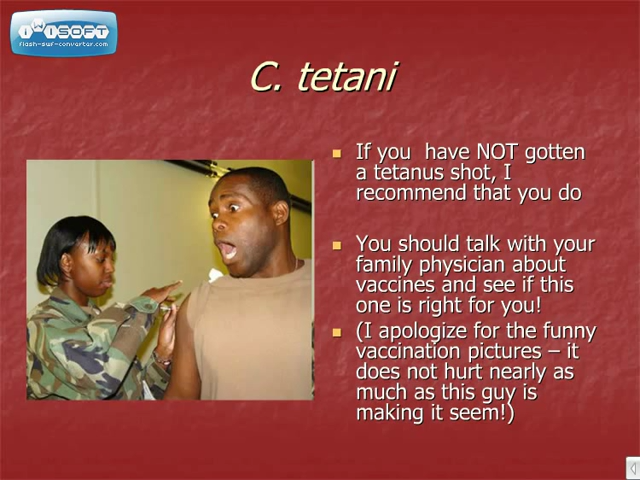 iWiSOFT
flash-swf-converter.com
C. tetani
If you  have NOT gotten
a tetanus shot, I
recommend that you do
You should talk with your
family physician about
vaccines and see if this
one is right for you!
(I apologize for the funny
vaccination pictures – it
does not hurt nearly as
much as this guy is
making it seem!)